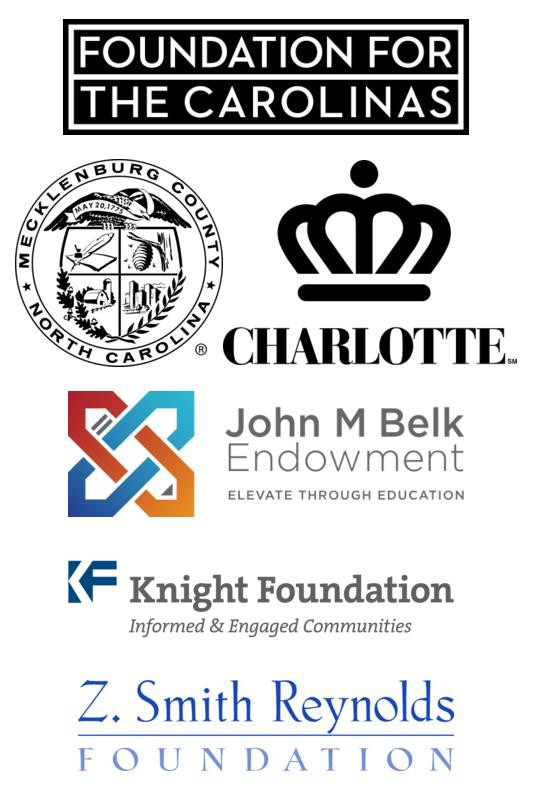 FOUNDATION FOR
THE CAROLINAS
MECKLENBURG COUNTY
MAY 20, 1775
NORTH CAROLINA
®
CHARLOTTE SM
John M Belk
Endowment
ELEVATE THROUGH EDUCATION
KF Knight Foundation
Informed & Engaged Communities
Z. Smith Reynolds
FOUNDATION